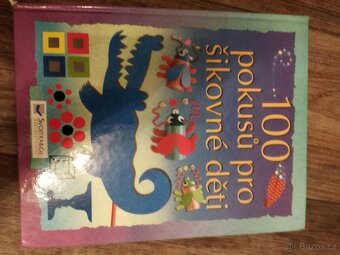 100
pokusů pro
šikovné děti
SVOJTKA & CO.
Bazos.cz